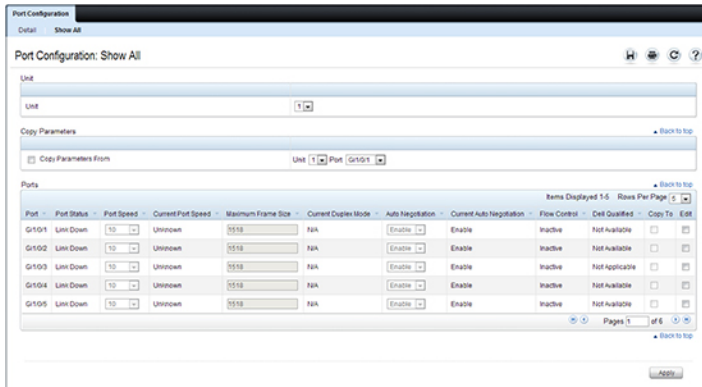 Port Configuration
Detail Show All
Port Configuration: Show All
Unit
Unit 1
Copy Parameters ▲ Back to top
Copy Parameters From Unit 1 Port Gi1/0/1
Ports ▲ Back to top
Items Displayed 1-5 Rows Per Page 5
Port Port Status Port Speed Current Port Speed Maximum Frame Size Current Duplex Mode Auto Negotiation Current Auto Negotiation Flow Control Dell Qualified Copy To Edit
Gi1/0/1 Link Down 10 Unknown 1518 N/A Enable Enable Inactive Not Available
Gi1/0/2 Link Down 10 Unknown 1518 N/A Enable Enable Inactive Not Available
Gi1/0/3 Link Down 10 Unknown 1518 N/A Enable Enable Inactive Not Applicable
Gi1/0/4 Link Down 10 Unknown 1518 N/A Enable Enable Inactive Not Available
Gi1/0/5 Link Down 10 Unknown 1518 N/A Enable Enable Inactive Not Available
Pages 1 of 6
▲ Back to top
Apply